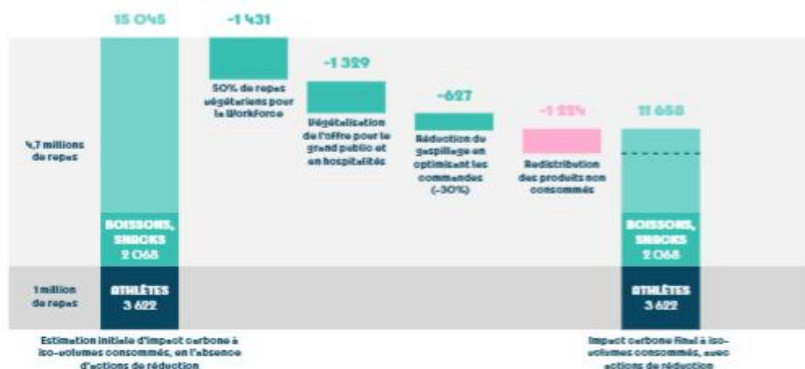 15 045
-1 431
-1 329
-627
-1 224
11 658
50% de repas
végétariens pour
la Workforce
Végétalisation
de l'offre pour le
grand public et
en hospitalités
Réduction du
gaspillage en
optimisant les
commandes
(-30%)
Redistribution
des produits non
consommés
4,7 millions
de repas
BOISSONS,
SNACKS
2 068
BOISSONS,
SNACKS
2 068
1 million
de repas
ATHLÈTES
3 622
ATHLÈTES
3 622
Estimation initiale d'impact carbone à
iso-volumes consommés, en l'absence
d'actions de réduction
Impact carbone final à iso-
volumes consommés, avec
actions de réduction